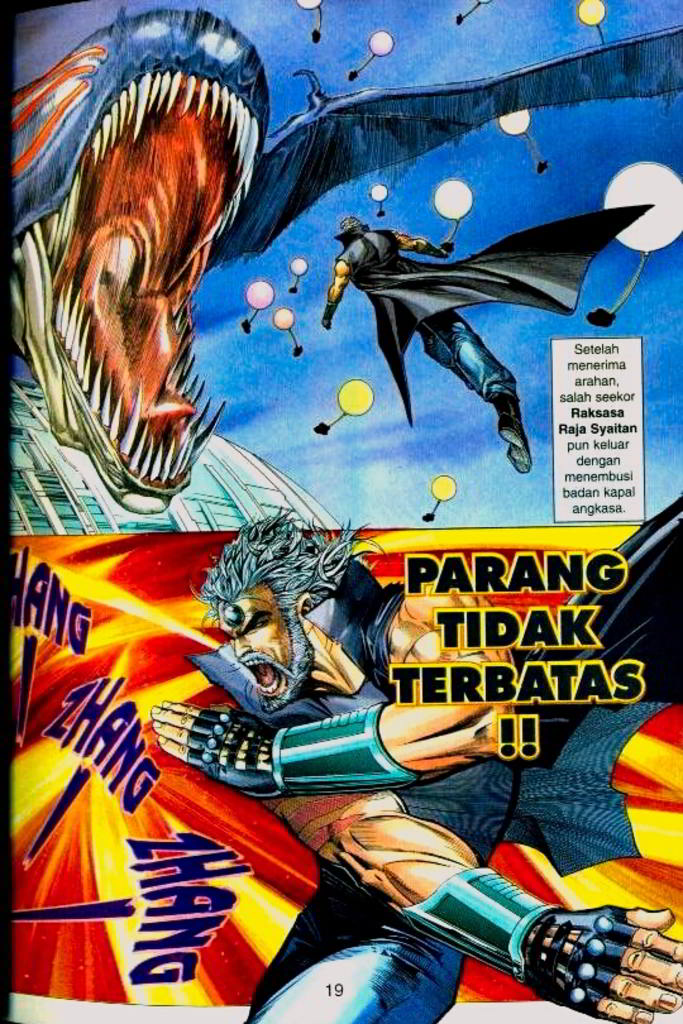 Setelah
menerima
arahan,
salah seekor
Raksasa
Raja Syaitan
pun keluar
dengan
menembusi
badan kapal
angkasa.
PARANG
TIDAK
TERBATAS
!!
HANG
!
ZHANG
!
ZHANG
!
19